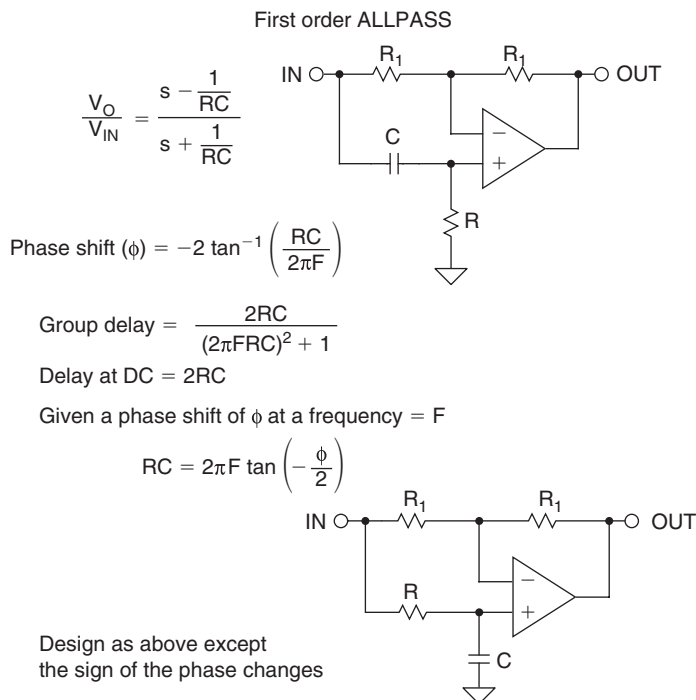 First order ALLPASS
V_O/V_IN = (s − 1/RC)/(s + 1/RC)
IN
R₁
R₁
OUT
C
−
+
R
Phase shift (ϕ) = −2 tan⁻¹ (RC/2πF)
Group delay = 2RC/((2πFRC)² + 1)
Delay at DC = 2RC
Given a phase shift of ϕ at a frequency = F
RC = 2πF tan (−ϕ/2)
IN
R₁
R₁
OUT
R
−
+
C
Design as above except
the sign of the phase changes